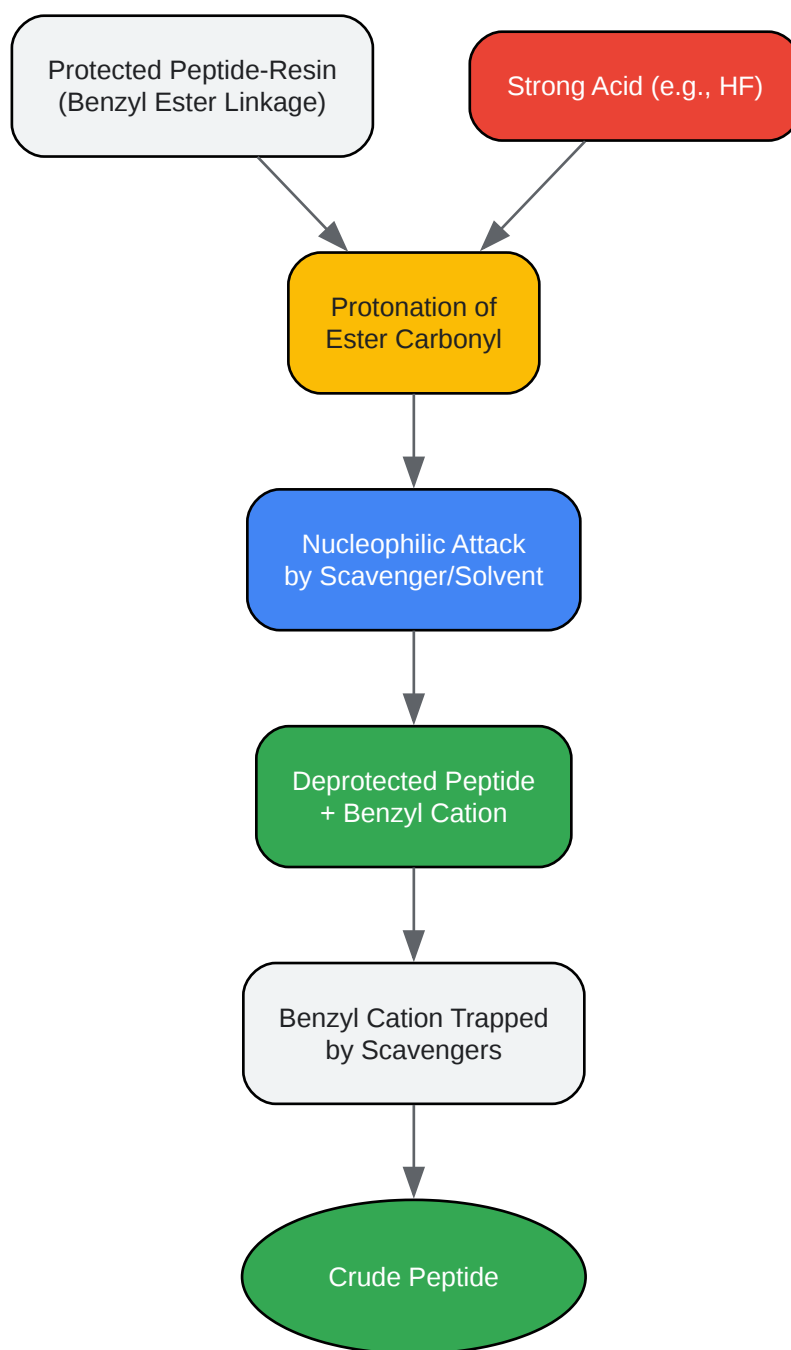 Protected Peptide-Resin
(Benzyl Ester Linkage)
Strong Acid (e.g., HF)
Protonation of
Ester Carbonyl
Nucleophilic Attack
by Scavenger/Solvent
Deprotected Peptide
+ Benzyl Cation
Benzyl Cation Trapped
by Scavengers
Crude Peptide